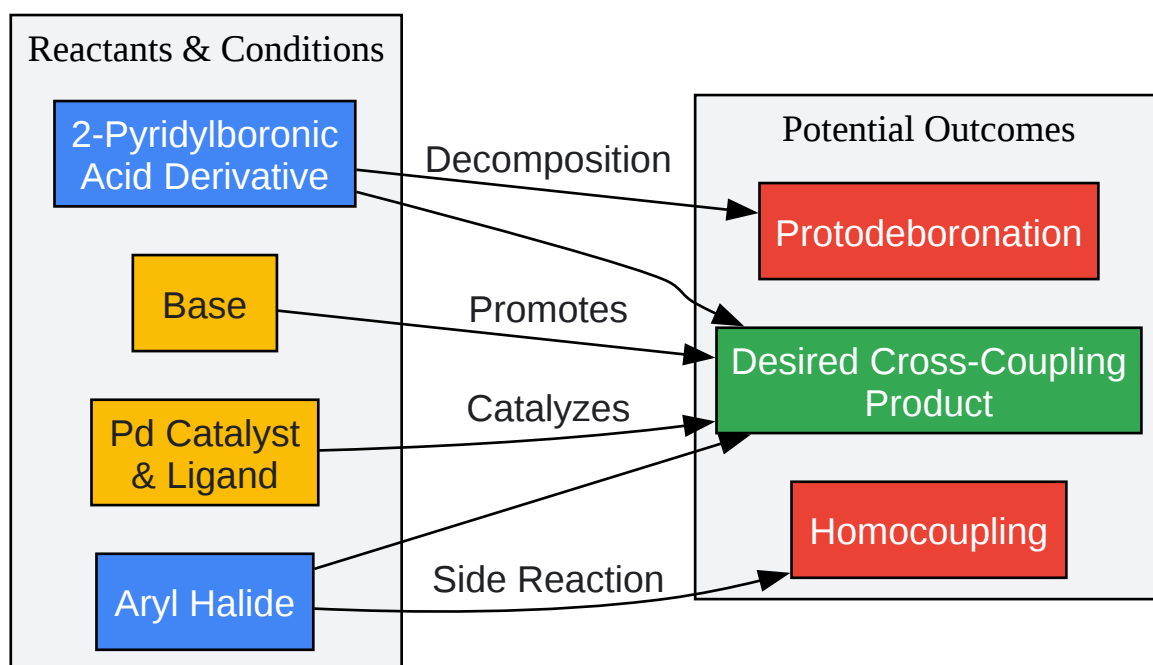 Reactants & Conditions
2-Pyridylboronic
Acid Derivative
Base
Pd Catalyst
& Ligand
Aryl Halide
Decomposition
Promotes
Catalyzes
Side Reaction
Potential Outcomes
Protodeboronation
Desired Cross-Coupling
Product
Homocoupling